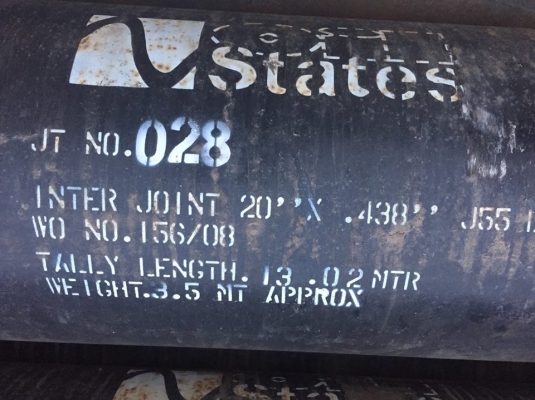 States
JT NO.028
INTER JOINT 20''X .438'' J55
WO NO.156/08
TALLY LENGTH.13.02 MTR
WEIGHT.3.5 MT APPROX
Sta